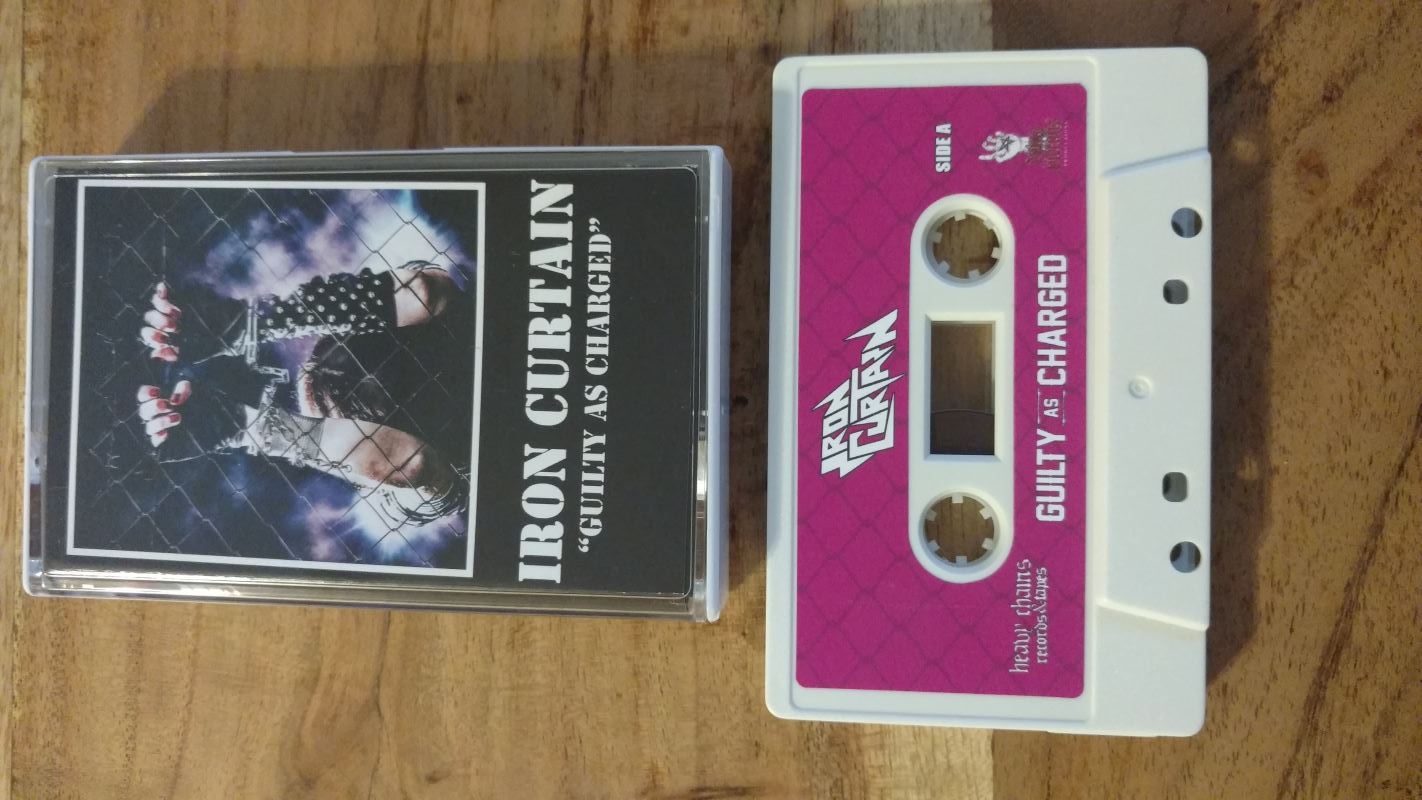 IRON CURTAIN
“GUILTY AS CHARGED”
IRON
CURTAIN
SIDE A
GUILTY AS CHARGED
heavy chains
records & tapes